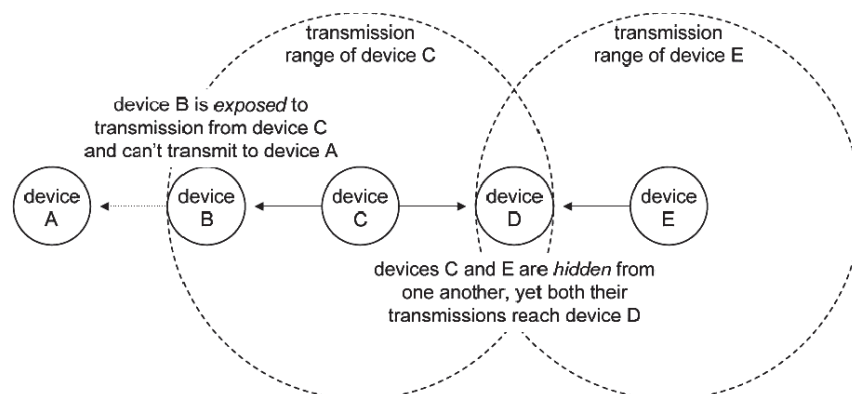 transmission
range of device C
transmission
range of device E
device B is exposed to
transmission from device C
and can't transmit to device A
device
A
device
B
device
C
device
D
device
E
devices C and E are hidden from
one another, yet both their
transmissions reach device D